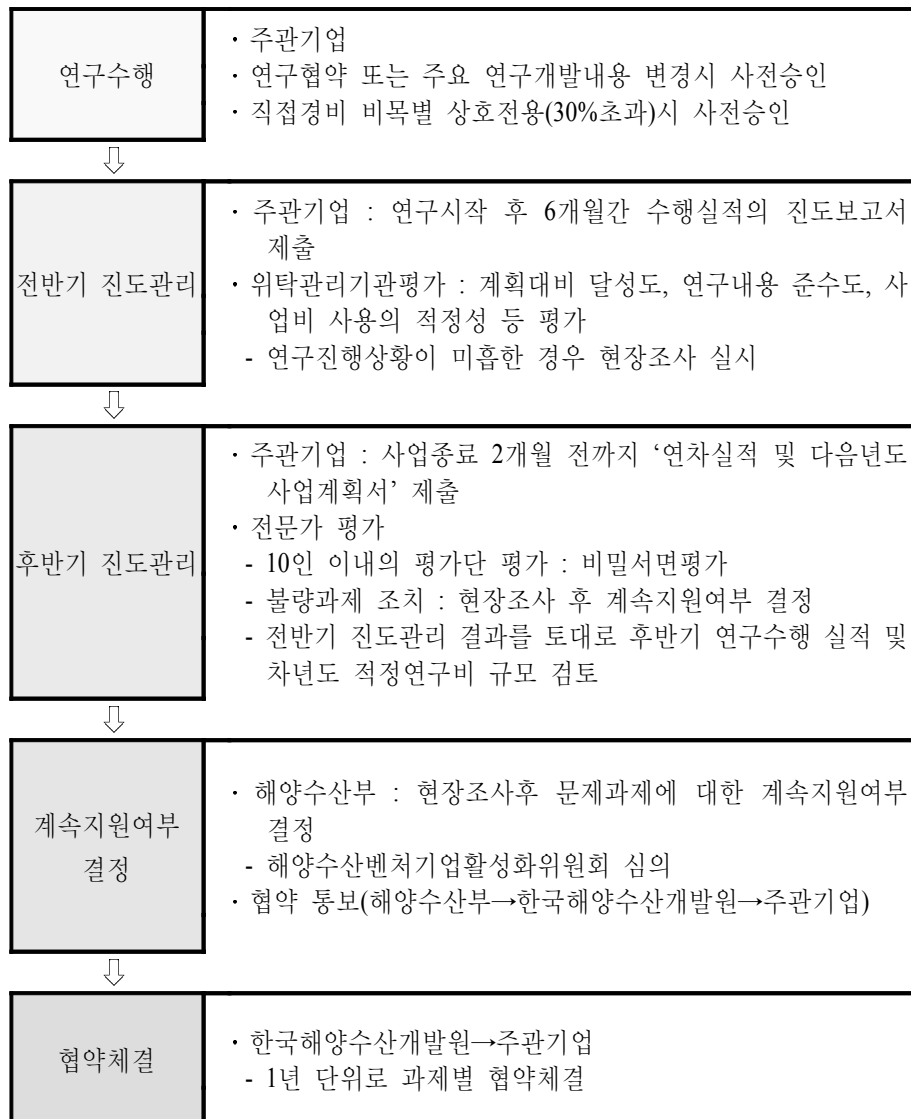 연구수행
· 주관기업
· 연구협약 또는 주요 연구개발내용 변경시 사전승인
· 직접경비 비목별 상호전용(30%초과)시 사전승인
⇩
전반기 진도관리
· 주관기업 : 연구시작 후 6개월간 수행실적의 진도보고서
제출
· 위탁관리기관평가 : 계획대비 달성도, 연구내용 준수도, 사
업비 사용의 적정성 등 평가
- 연구진행상황이 미흡한 경우 현장조사 실시
⇩
후반기 진도관리
· 주관기업 : 사업종료 2개월 전까지 ‘연차실적 및 다음년도
사업계획서’ 제출
· 전문가 평가
- 10인 이내의 평가단 평가 : 비밀서면평가
- 불량과제 조치 : 현장조사 후 계속지원여부 결정
- 전반기 진도관리 결과를 토대로 후반기 연구수행 실적 및
차년도 적정연구비 규모 검토
⇩
계속지원여부
결정
· 해양수산부 : 현장조사후 문제과제에 대한 계속지원여부
결정
- 해양수산벤처기업활성화위원회 심의
· 협약 통보(해양수산부→한국해양수산개발원→주관기업)
⇩
협약체결
· 한국해양수산개발원→주관기업
- 1년 단위로 과제별 협약체결